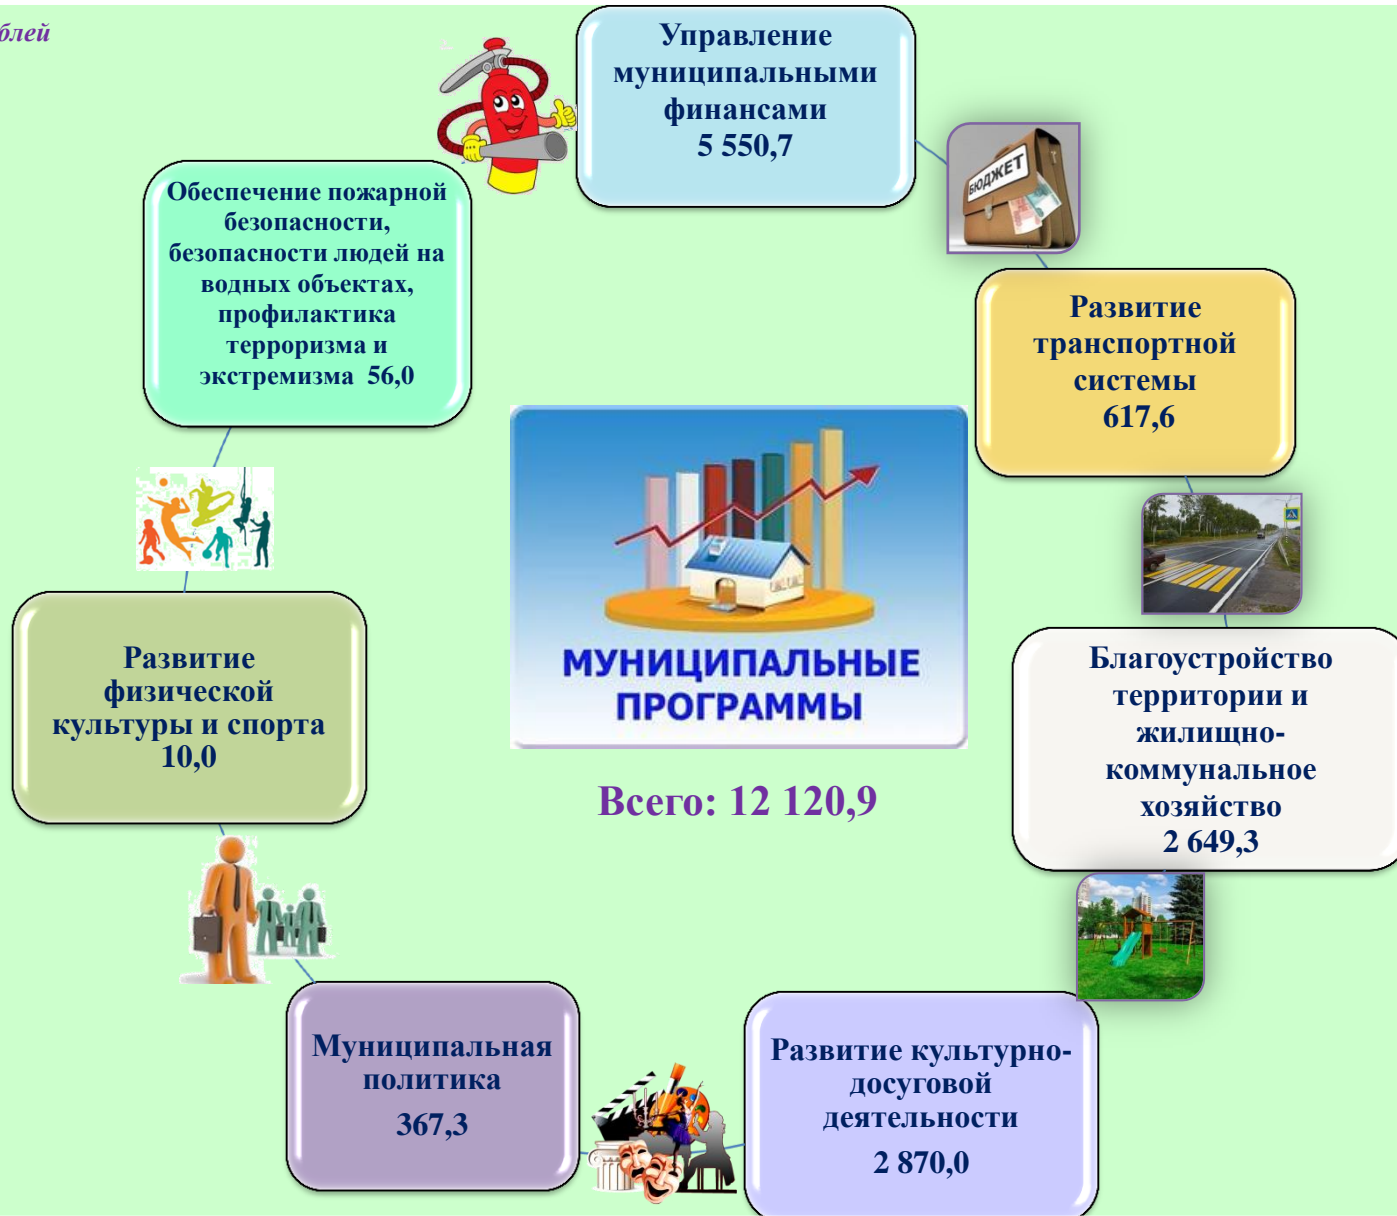 блей
Управление
муниципальными
финансами
5 550,7
БЮДЖЕТ
Обеспечение пожарной
безопасности,
безопасности людей на
водных объектах,
профилактика
терроризма и
экстремизма 56,0
Развитие
транспортной
системы
617,6
МУНИЦИПАЛЬНЫЕ
ПРОГРАММЫ
Всего: 12 120,9
Развитие
физической
культуры и спорта
10,0
Благоустройство
территории и
жилищно-
коммунальное
хозяйство
2 649,3
Муниципальная
политика
367,3
Развитие культурно-
досуговой
деятельности
2 870,0